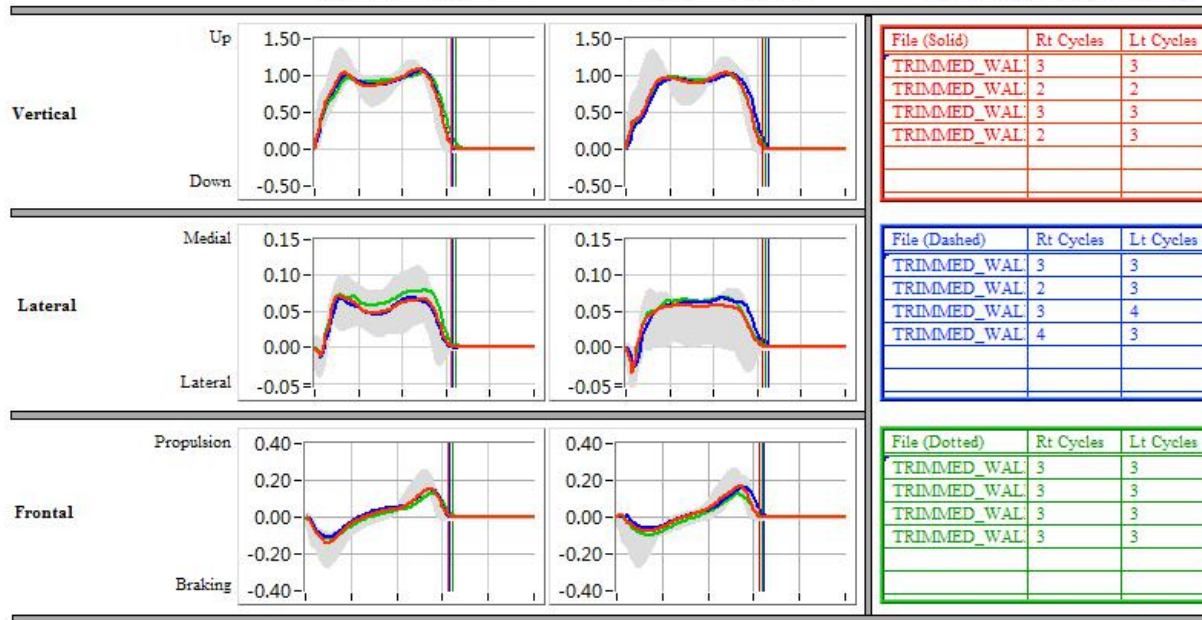 Vertical
Up
Down
1.50
1.00
0.50
0.00
-0.50
1.50
1.00
0.50
0.00
-0.50
File (Solid) Rt Cycles Lt Cycles
TRIMMED_WAL 3 3
TRIMMED_WAL 2 2
TRIMMED_WAL 3 3
TRIMMED_WAL 2 3
Lateral
Medial
Lateral
0.15
0.10
0.05
0.00
-0.05
0.15
0.10
0.05
0.00
-0.05
File (Dashed) Rt Cycles Lt Cycles
TRIMMED_WAL 3 3
TRIMMED_WAL 2 3
TRIMMED_WAL 3 4
TRIMMED_WAL 4 3
Frontal
Propulsion
Braking
0.40
0.20
0.00
-0.20
-0.40
0.40
0.20
0.00
-0.20
-0.40
File (Dotted) Rt Cycles Lt Cycles
TRIMMED_WAL 3 3
TRIMMED_WAL 3 3
TRIMMED_WAL 3 3
TRIMMED_WAL 3 3